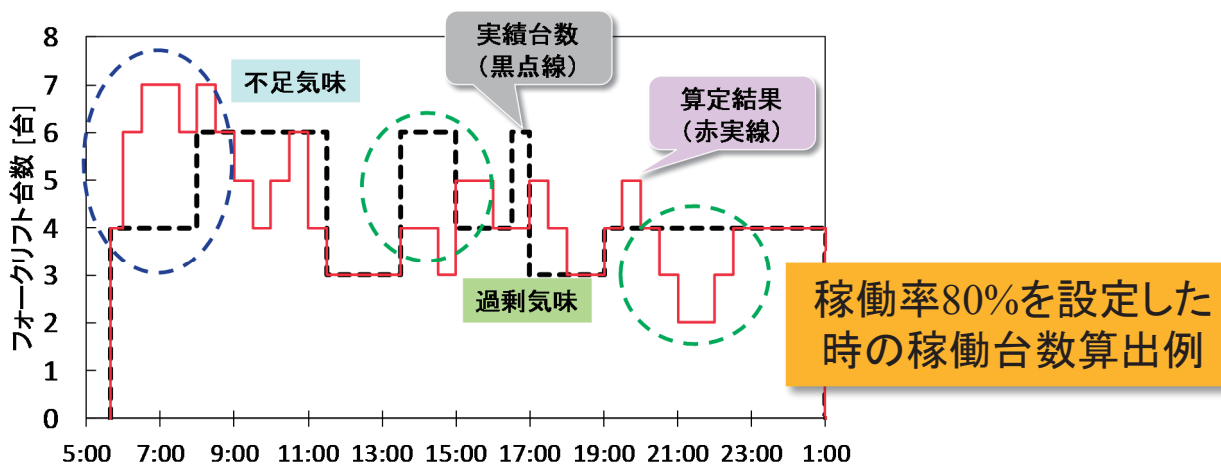 フォークリフト台数 [台]
8
7
6
5
4
3
2
1
0
5:00 7:00 9:00 11:00 13:00 15:00 17:00 19:00 21:00 23:00 1:00
不足気味
実績台数
（黒点線）
算定結果
（赤実線）
過剰気味
稼働率80%を設定した
時の稼働台数算出例